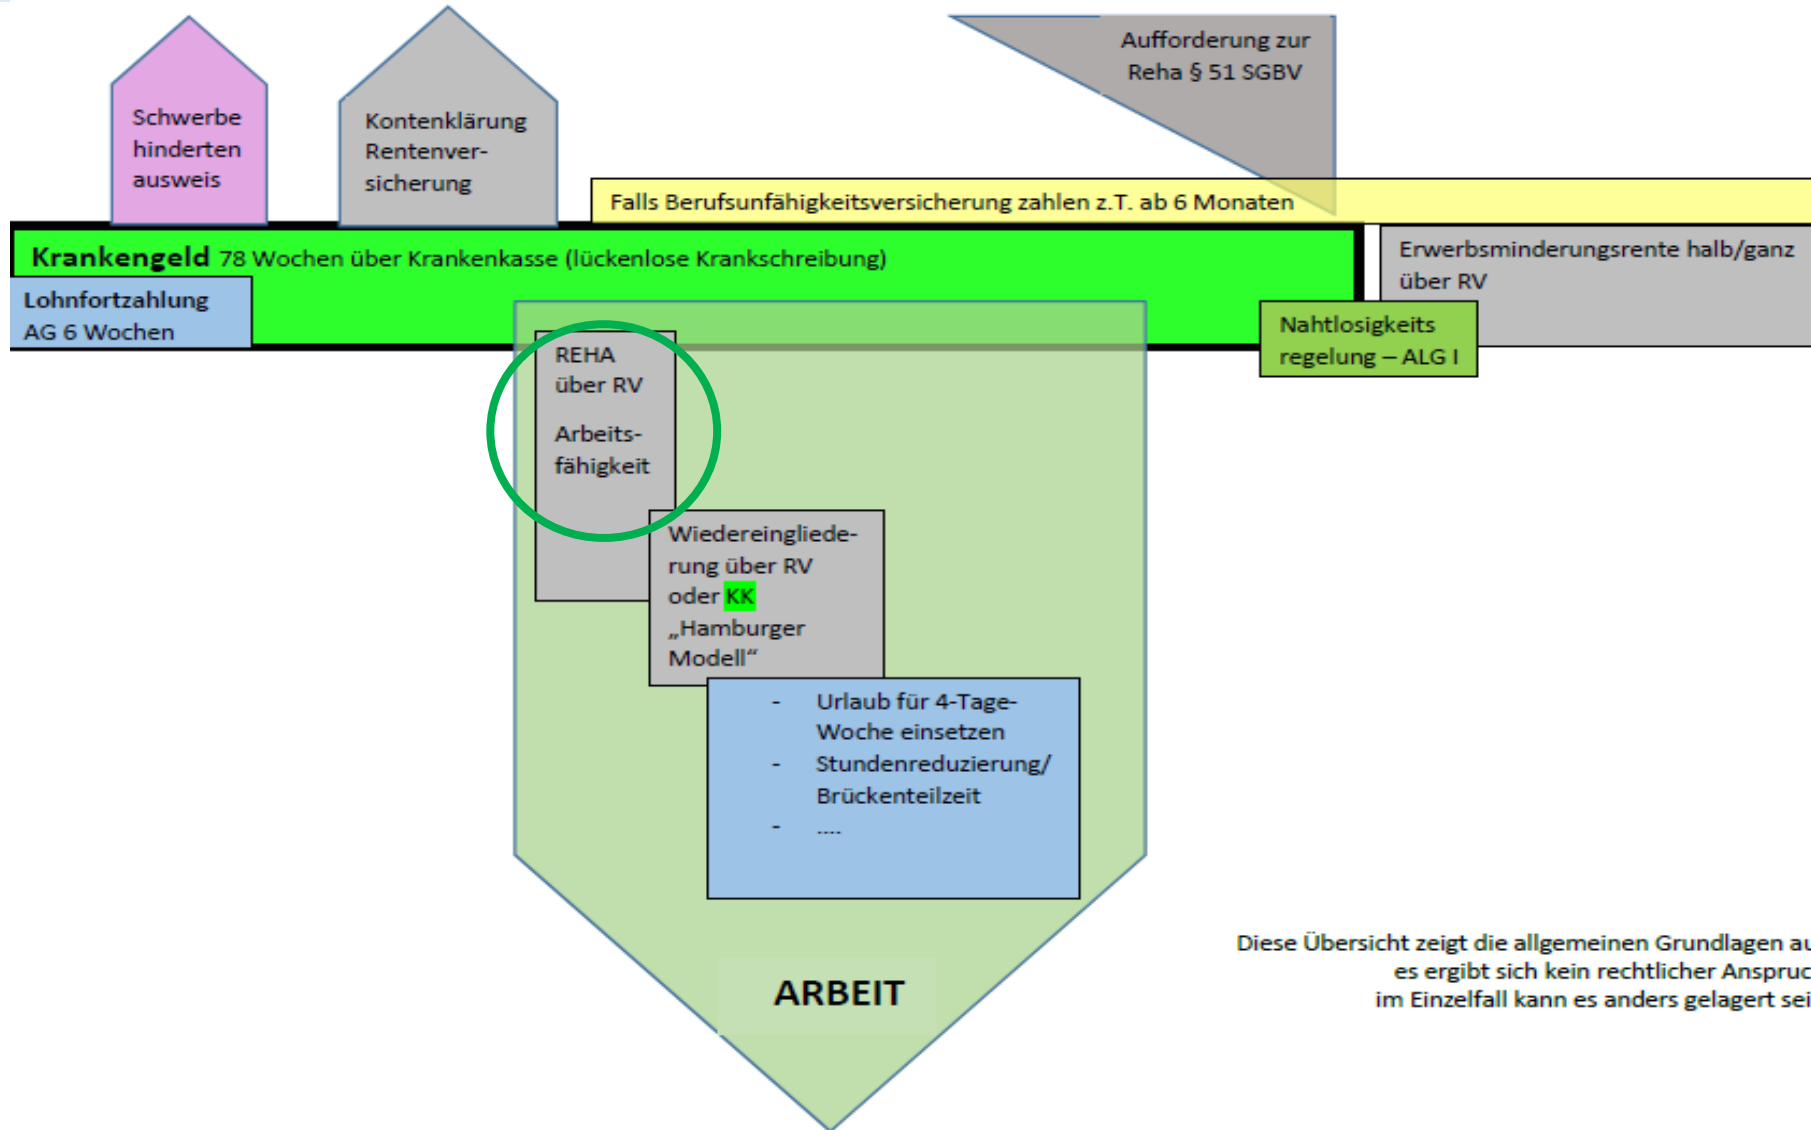 Schwerbe
hinderten
ausweis
Kontenklärung
Rentenver-
sicherung
Aufforderung zur
Reha § 51 SGBV
Falls Berufsunfähigkeitsversicherung zahlen z.T. ab 6 Monaten
Krankengeld 78 Wochen über Krankenkasse (lückenlose Krankschreibung)
Lohnfortzahlung
AG 6 Wochen
Erwerbsminderungsrente halb/ganz
über RV
Nahtlosigkeits
regelung – ALG I
REHA
über RV
Arbeits-
fähigkeit
Wiedereingliede-
rung über RV
oder KK
„Hamburger
Modell“
- Urlaub für 4-Tage-
Woche einsetzen
- Stundenreduzierung/
Brückenteilzeit
- ....
ARBEIT
Diese Übersicht zeigt die allgemeinen Grundlagen au
es ergibt sich kein rechtlicher Anspruc
im Einzelfall kann es anders gelagert sei